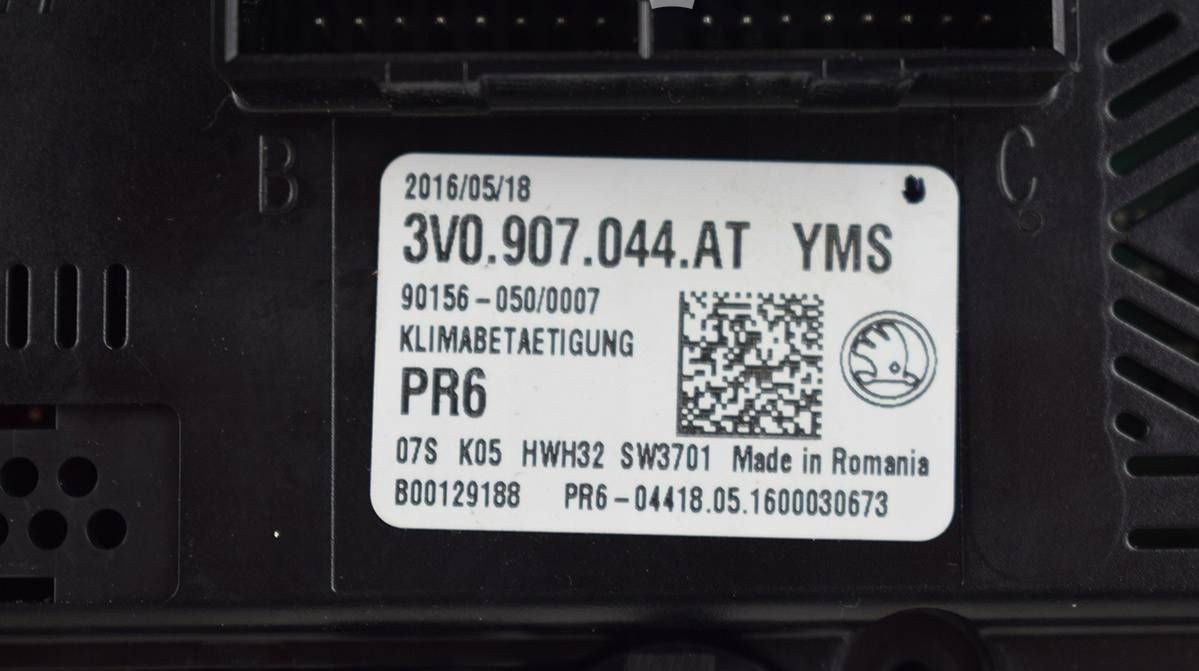 B
C
2016/05/18
3V0.907.044.AT YMS
90156-050/0007
KLIMABETAETIGUNG
PR6
07S K05 HWH32 SW3701 Made in Romania
B00129188 PR6-04418.05.1600030673